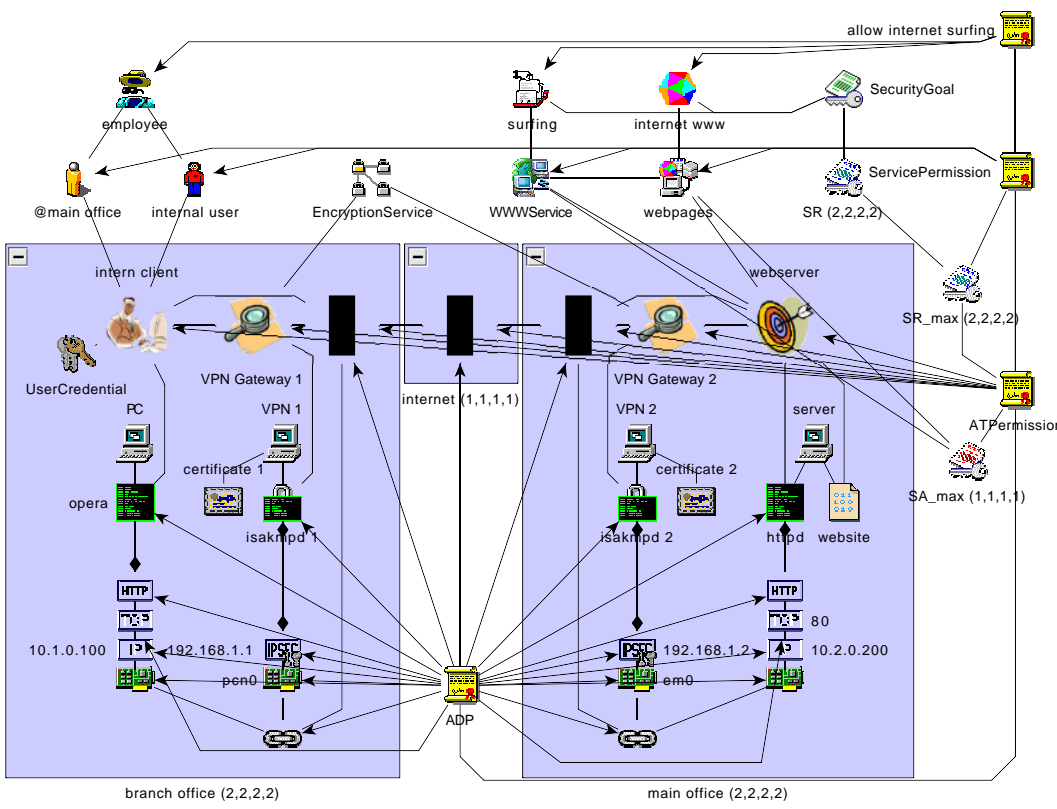 allow internet surfing
SecurityGoal
employee
surfing
internet www
ServicePermission
@main office
internal user
EncryptionService
WWWService
webpages
SR (2,2,2,2)
intern client
webserver
SR_max (2,2,2,2)
UserCredential
VPN Gateway 1
VPN Gateway 2
internet (1,1,1,1)
PC
VPN 1
VPN 2
server
ATPermission
certificate 1
certificate 2
SA_max (1,1,1,1)
opera
isakmpd 1
isakmpd 2
httpd
website
HTTP
HTTP
TCP
TCP
80
10.1.0.100
IP
192.168.1.1
IPSEC
IPSEC
192.168.1.2
IP
10.2.0.200
pcn0
em0
ADP
branch office (2,2,2,2)
main office (2,2,2,2)